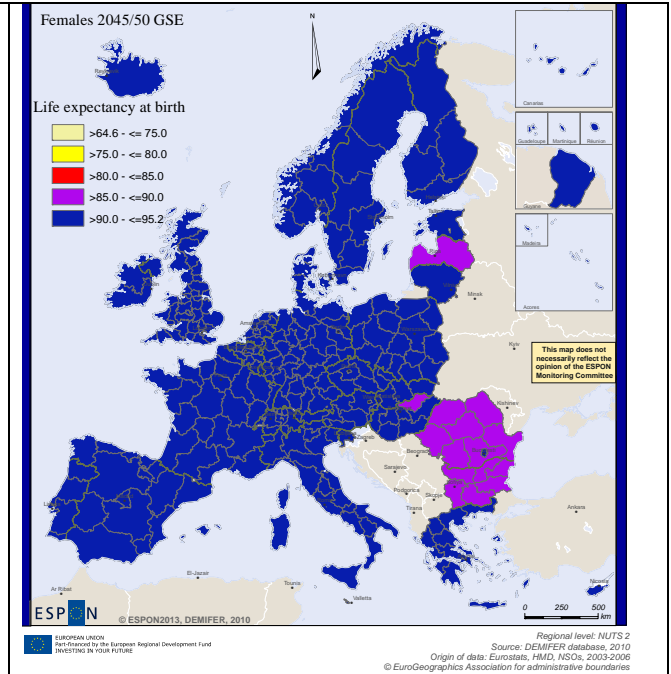 Females 2045/50 GSE
N
Life expectancy at birth
>64.6 - <= 75.0
>75.0 - <= 80.0
>80.0 - <=85.0
>85.0 - <=90.0
>90.0 - <=95.2
Canarias
Guadeloupe Martinique Réunion
Guyane
Madeira
Acores
Minsk
Kyiv
This map does not
necessarily reflect the
opinion of the ESPON
Monitoring Committee
Kishinev
Zagreb
Sarajevo
Podgorica
Skopje
Tirana
Ankara
El-Jazair
Tounis
Ar Ribat
Valletta
Nicosia
ESPON
© ESPON2013, DEMIFER, 2010
0 250 500
km
EUROPEAN UNION
Part-financed by the European Regional Development Fund
INVESTING IN YOUR FUTURE
Regional level: NUTS 2
Source: DEMIFER database, 2010
Origin of data: Eurostats, HMD, NSOs, 2003-2006
© EuroGeographics Association for administrative boundaries